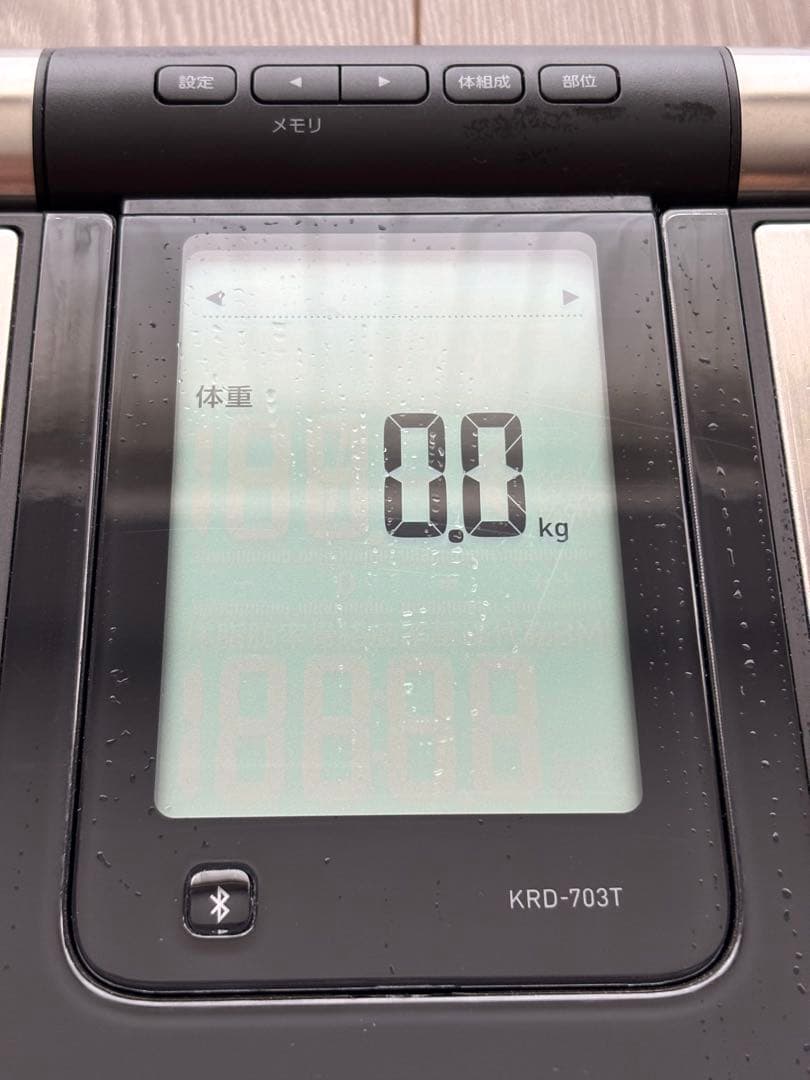 設定 ◀ ▶ 体組成 部位
メモリ
体重
0.0 kg
KRD-703T